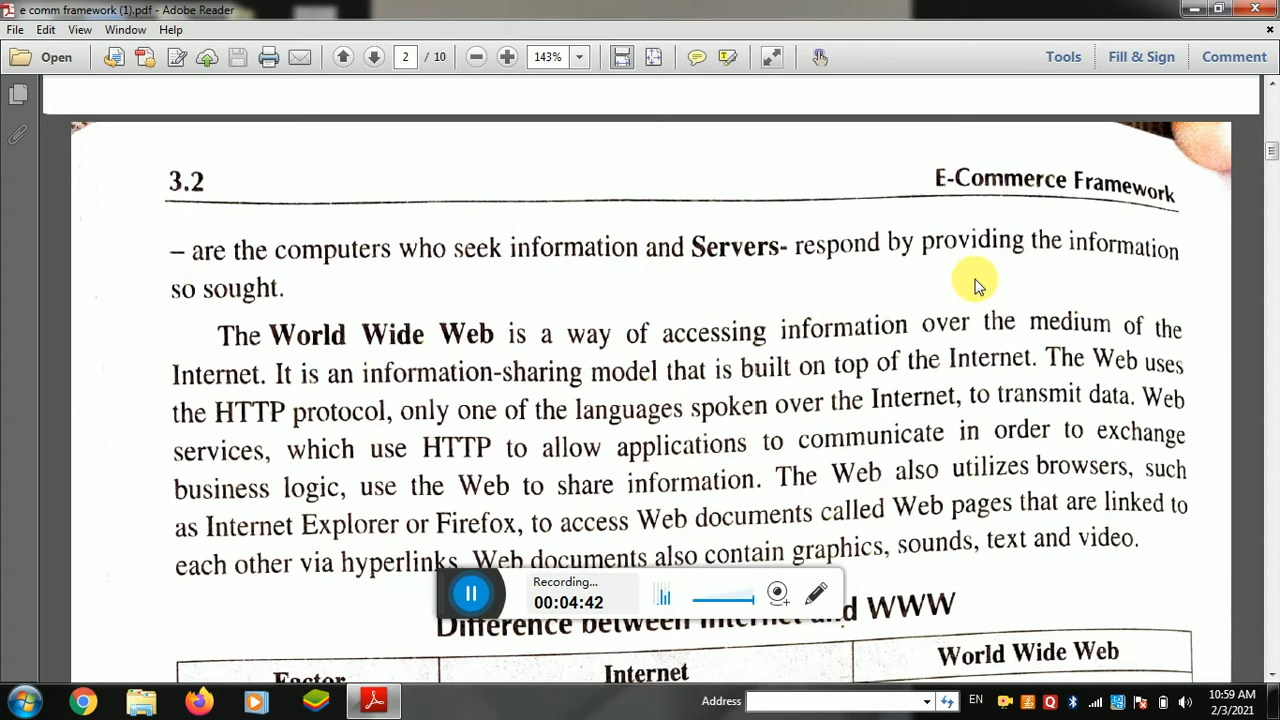 e comm framework (1).pdf - Adobe Reader
File Edit View Window Help
Open 2 / 10 143% Tools Fill & Sign Comment
3.2 E-Commerce Framework
– are the computers who seek information and Servers- respond by providing the information
so sought.
The World Wide Web is a way of accessing information over the medium of the
Internet. It is an information-sharing model that is built on top of the Internet. The Web uses
the HTTP protocol, only one of the languages spoken over the Internet, to transmit data. Web
services, which use HTTP to allow applications to communicate in order to exchange
business logic, use the Web to share information. The Web also utilizes browsers, such
as Internet Explorer or Firefox, to access Web documents called Web pages that are linked to
each other via hyperlinks. Web documents also contain graphics, sounds, text and video.
Recording...
00:04:42
Difference between Internet and WWW
Factor Internet World Wide Web
Address EN 10:59 AM
2/3/2021